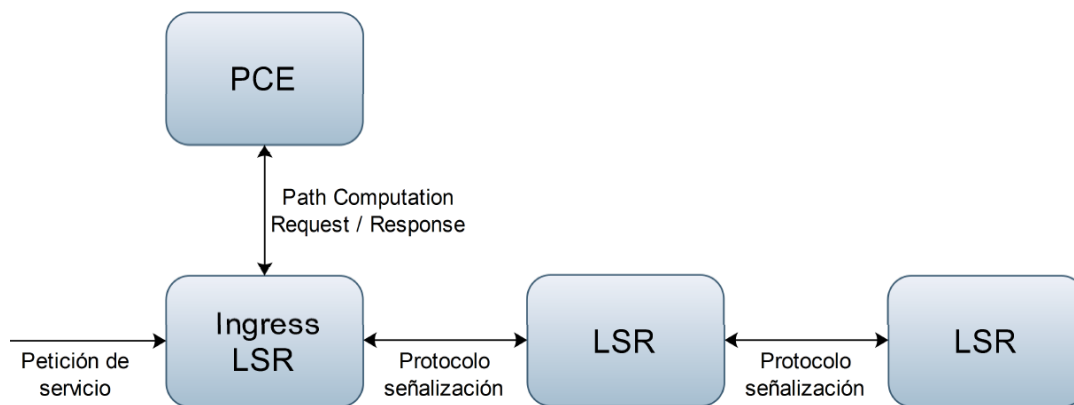 PCE
Path Computation
Request / Response
Ingress
LSR
LSR
LSR
Petición de
servicio
Protocolo
señalización
Protocolo
señalización